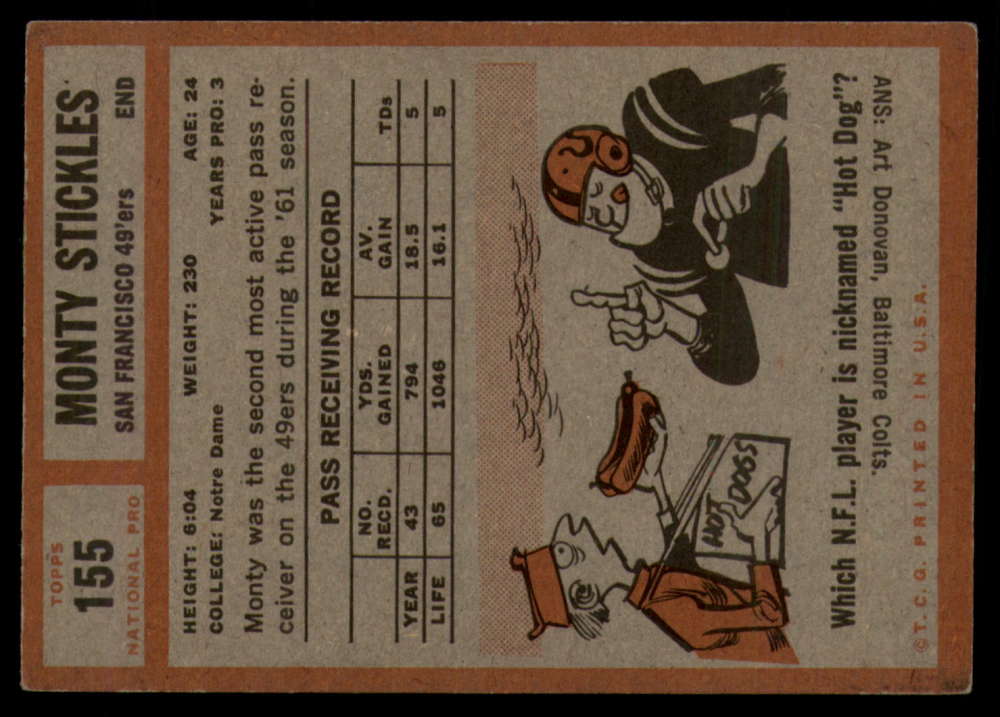 TOPPS
155
NATIONAL PRO
MONTY STICKLES
SAN FRANCISCO 49'ers END
HEIGHT: 6:04 WEIGHT: 230 AGE: 24
COLLEGE: Notre Dame YEARS PRO: 3
Monty was the second most active pass re-
ceiver on the 49ers during the '61 season.
PASS RECEIVING RECORD
NO. RECD. YDS. GAINED AV. GAIN TDs
YEAR 43 794 18.5 5
LIFE 65 1046 16.1 5
HOT
DOGS
Which N.F.L. player is nicknamed "Hot Dog"?
ANS: Art Donovan, Baltimore Colts.
©T. C. G. PRINTED IN U.S.A.